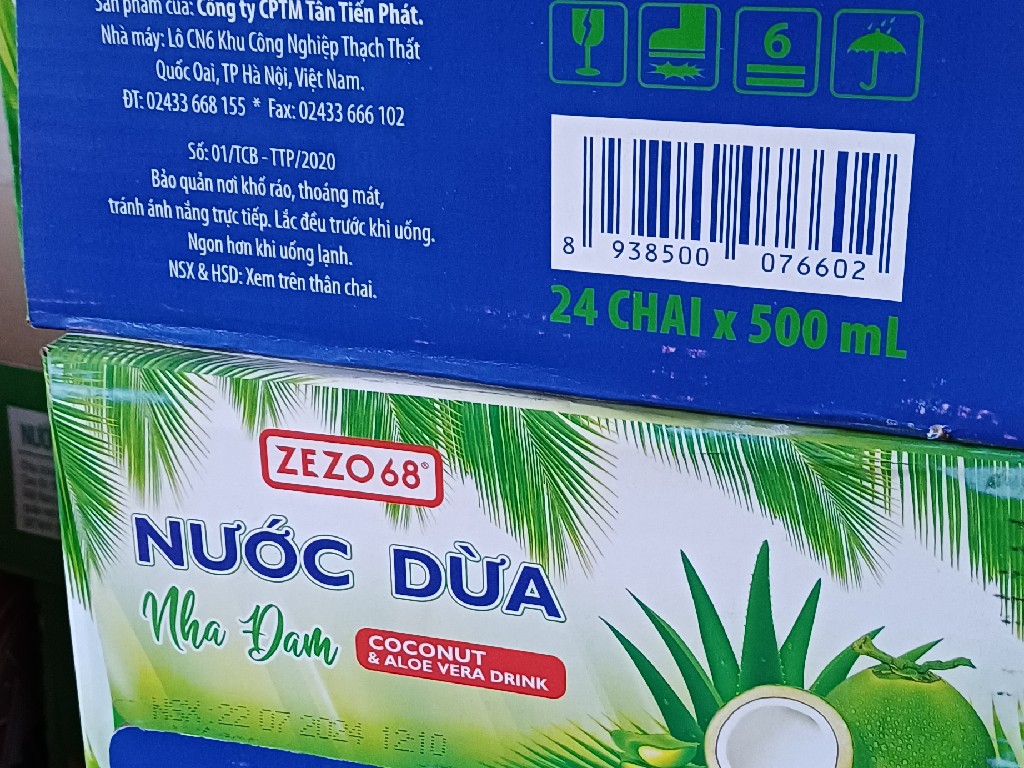 Sản phẩm của: Công ty CPTM Tân Tiến Phát.
Nhà máy: Lô CN6 Khu Công Nghiệp Thạch Thất
Quốc Oai, TP Hà Nội, Việt Nam.
ĐT: 02433 668 155 * Fax: 02433 666 102
Số: 01/TCB - TTP/2020
Bảo quản nơi khô ráo, thoáng mát,
tránh ánh nắng trực tiếp. Lắc đều trước khi uống.
Ngon hơn khi uống lạnh.
NSX & HSD: Xem trên thân chai.
6
8 938500 076602
24 CHAI x 500 mL
ZEZO68®
NƯỚC DỪA
Nha Đam
COCONUT
& ALOE VERA DRINK
NSX: 22 07 2024 12:10